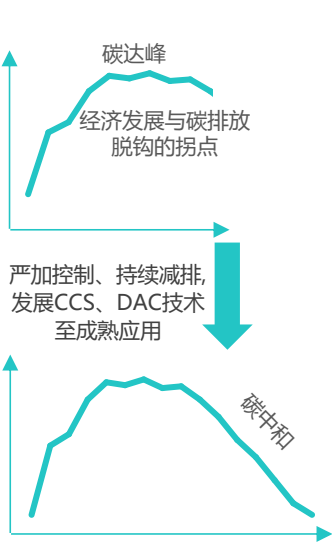 碳达峰
经济发展与碳排放
脱钩的拐点
严加控制、持续减排,
发展CCS、DAC技术
至成熟应用
碳中和